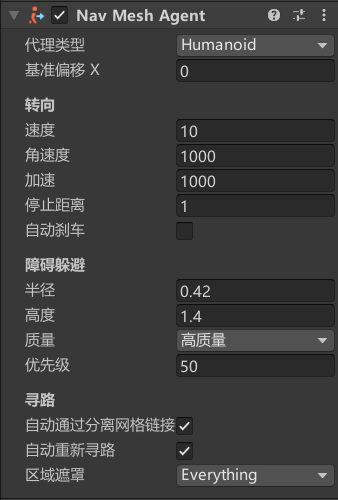 Nav Mesh Agent
代理类型 Humanoid
基准偏移 X 0
转向
速度 10
角速度 1000
加速 1000
停止距离 1
自动刹车
障碍躲避
半径 0.42
高度 1.4
质量 高质量
优先级 50
寻路
自动通过分离网格链接
自动重新寻路
区域遮罩 Everything